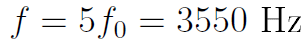 f = 5f₀ = 3550 Hz